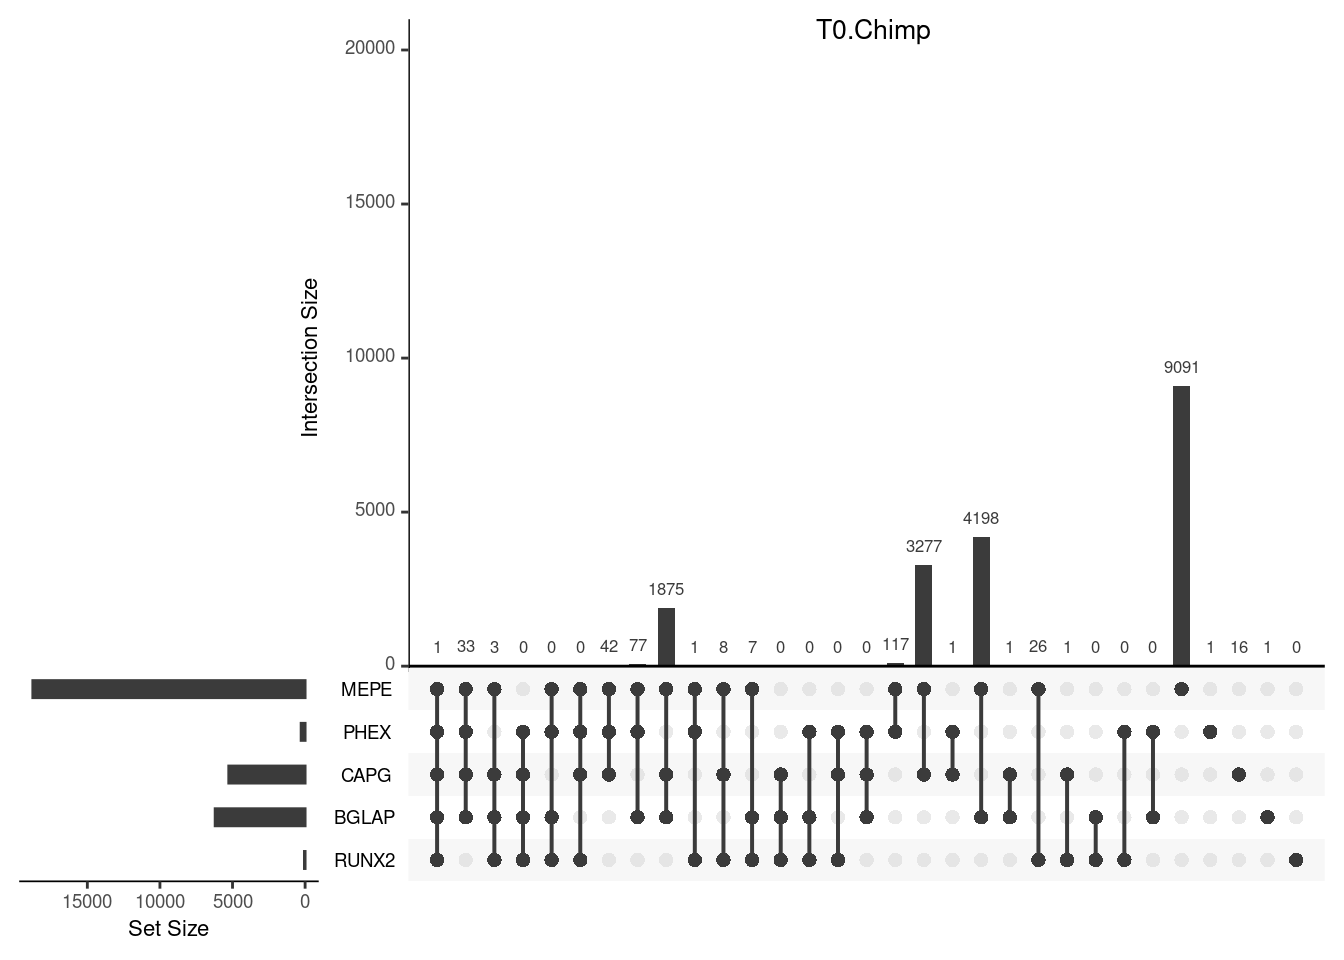 T0.Chimp
20000
15000
10000
5000
0
Intersection Size
9091
4198
3277
1875
1 33 3 0 0 0 42 77 1 8 7 0 0 0 0 117 1 1 26 1 0 0 0 1 16 1 0
MEPE
PHEX
CAPG
BGLAP
RUNX2
15000 10000 5000 0
Set Size